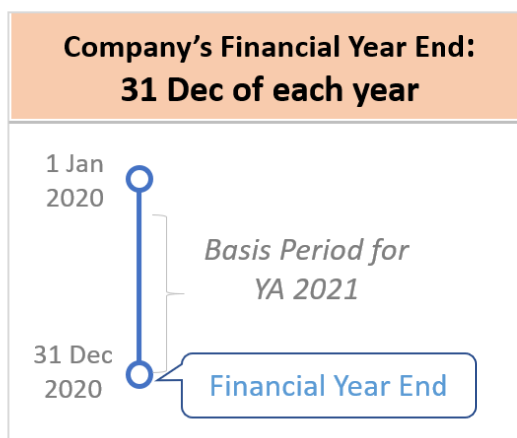 Company’s Financial Year End:
31 Dec of each year
1 Jan
2020
Basis Period for
YA 2021
31 Dec
2020
Financial Year End